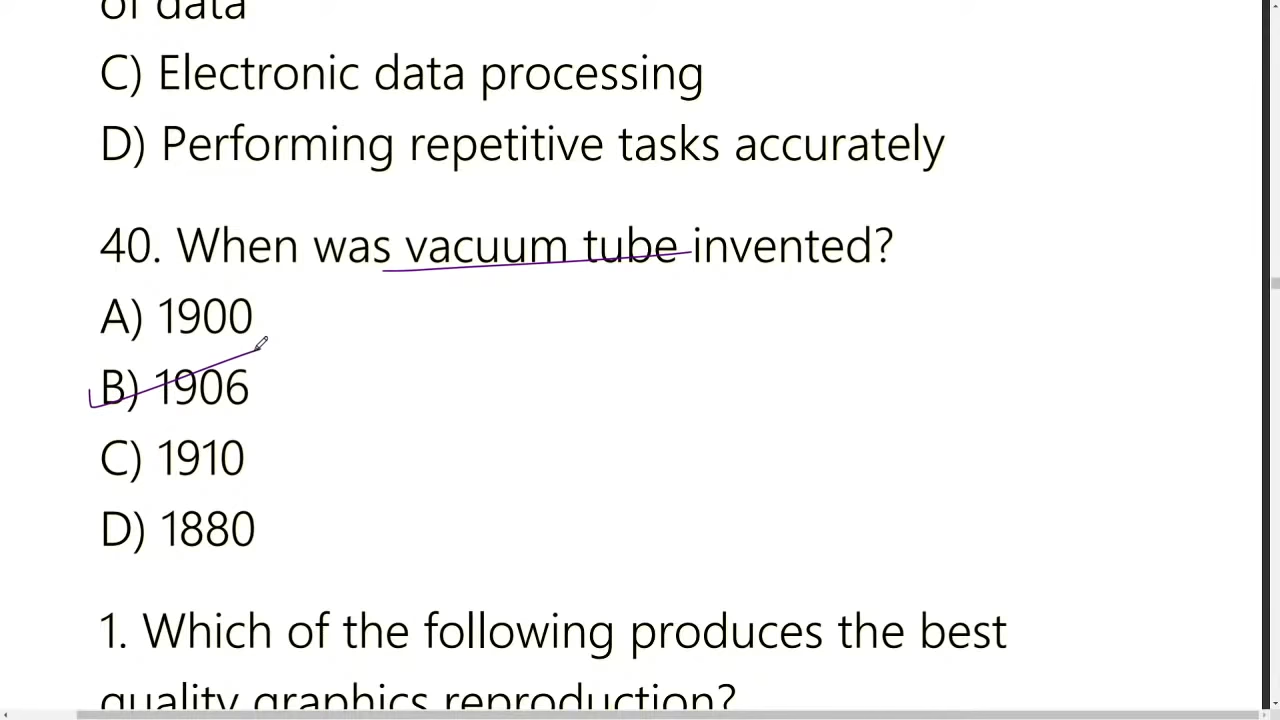 of data
C) Electronic data processing
D) Performing repetitive tasks accurately
40. When was vacuum tube invented?
A) 1900
B) 1906
C) 1910
D) 1880
1. Which of the following produces the best
quality graphics reproduction?